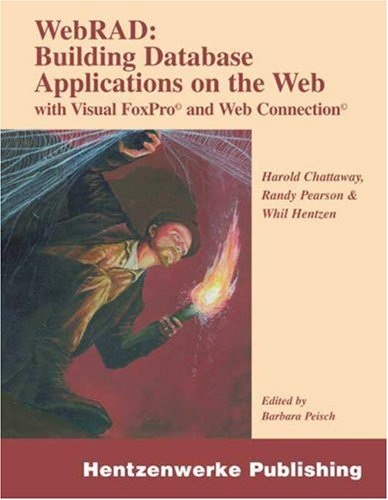 WebRAD:
Building Database
Applications on the Web
with Visual FoxPro© and Web Connection©
Harold Chattaway,
Randy Pearson &
Whil Hentzen
Edited by
Barbara Peisch
Hentzenwerke Publishing